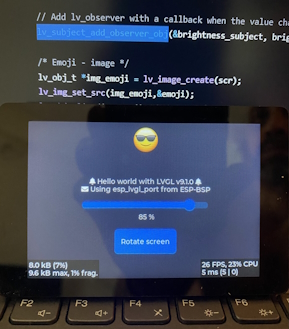 // Add lv_observer with a callback when the value cha
lv_subject_add_observer_obj(&brightness_subject, brig
/* Emoji - image */
lv_obj_t *img_emoji = lv_image_create(scr);
lv_img_set_src(img_emoji,&emoji);
Hello world with LVGL v9.1.0
Using esp_lvgl_port from ESP-BSP
85 %
Rotate screen
8.0 kB (7%)
9.6 kB max, 1% frag.
26 FPS, 23% CPU
5 ms (5 | 0)
F2
F3
F4
F5
F6